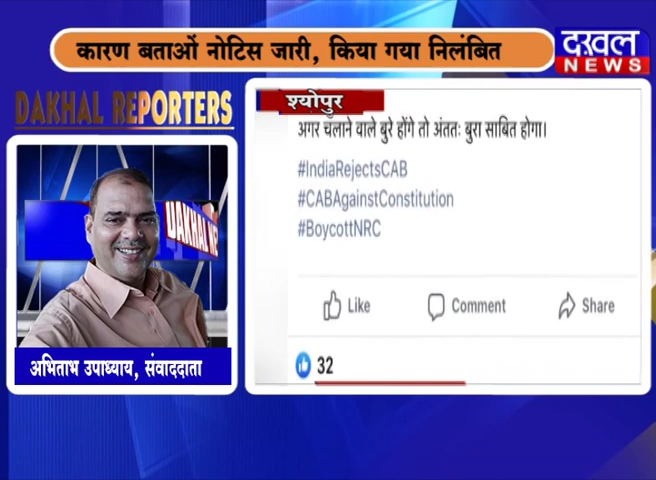 कारण बताओं नोटिस जारी, किया गया निलंबित
दखल
NEWS
DAKHAL REPORTERS
श्योपुर
अगर चलाने वाले बुरे होंगे तो अंततः बुरा साबित होगा।
#IndiaRejectsCAB
#CABAgainstConstitution
#BoycottNRC
Like Comment Share
32
DAKHAL NE
अभिताभ उपाध्याय, संवाददाता